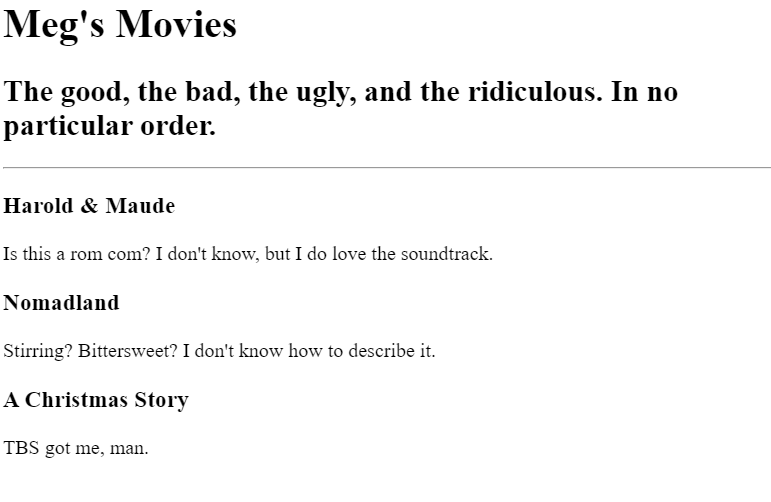 Meg's Movies
The good, the bad, the ugly, and the ridiculous. In no
particular order.
Harold & Maude
Is this a rom com? I don't know, but I do love the soundtrack.
Nomadland
Stirring? Bittersweet? I don't know how to describe it.
A Christmas Story
TBS got me, man.